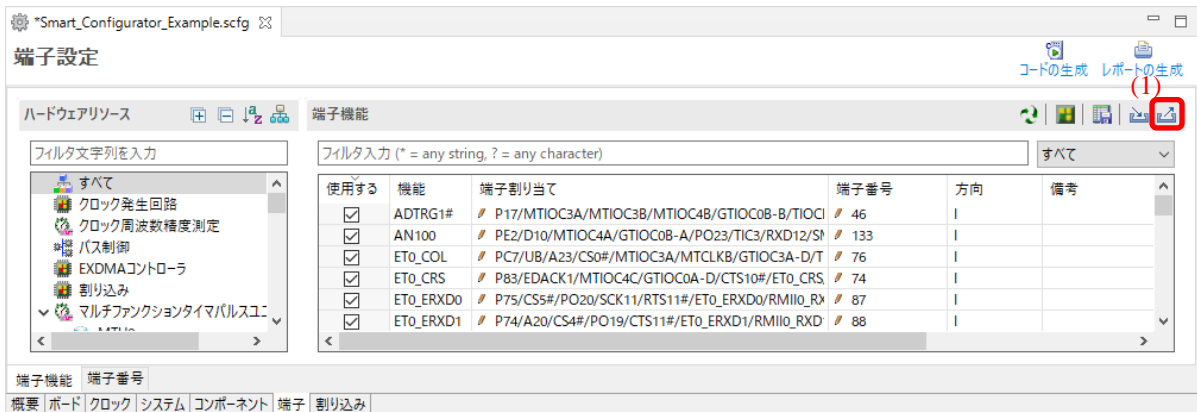 *Smart_Configurator_Example.scfg
端子設定
コードの生成 レポートの生成
(1)
ハードウェアリソース
端子機能
フィルタ文字列を入力
フィルタ入力 (* = any string, ? = any character)
すべて
すべて
クロック発生回路
クロック周波数精度測定
バス制御
EXDMAコントローラ
割り込み
マルチファンクションタイマパルスユニ
使用する 機能 端子割り当て 端子番号 方向 備考
ADTRG1# P17/MTIOC3A/MTIOC3B/MTIOC4B/GTIOC0B-B/TIOC 46 I
AN100 PE2/D10/MTIOC4A/GTIOC0B-A/PO23/TIC3/RXD12/S 133 I
ET0_COL PC7/UB/A23/CS0#/MTIOC3A/MTCLKB/GTIOC3A-D/T 76 I
ET0_CRS P83/EDACK1/MTIOC4C/GTIOC0A-D/CTS10#/ET0_CRS 74 I
ET0_ERXD0 P75/CS5#/PO20/SCK11/RTS11#/ET0_ERXD0/RMII0_RX 87 I
ET0_ERXD1 P74/A20/CS4#/PO19/CTS11#/ET0_ERXD1/RMII0_RXD 88 I
端子機能 端子番号
概要 ボード クロック システム コンポーネント 端子 割り込み